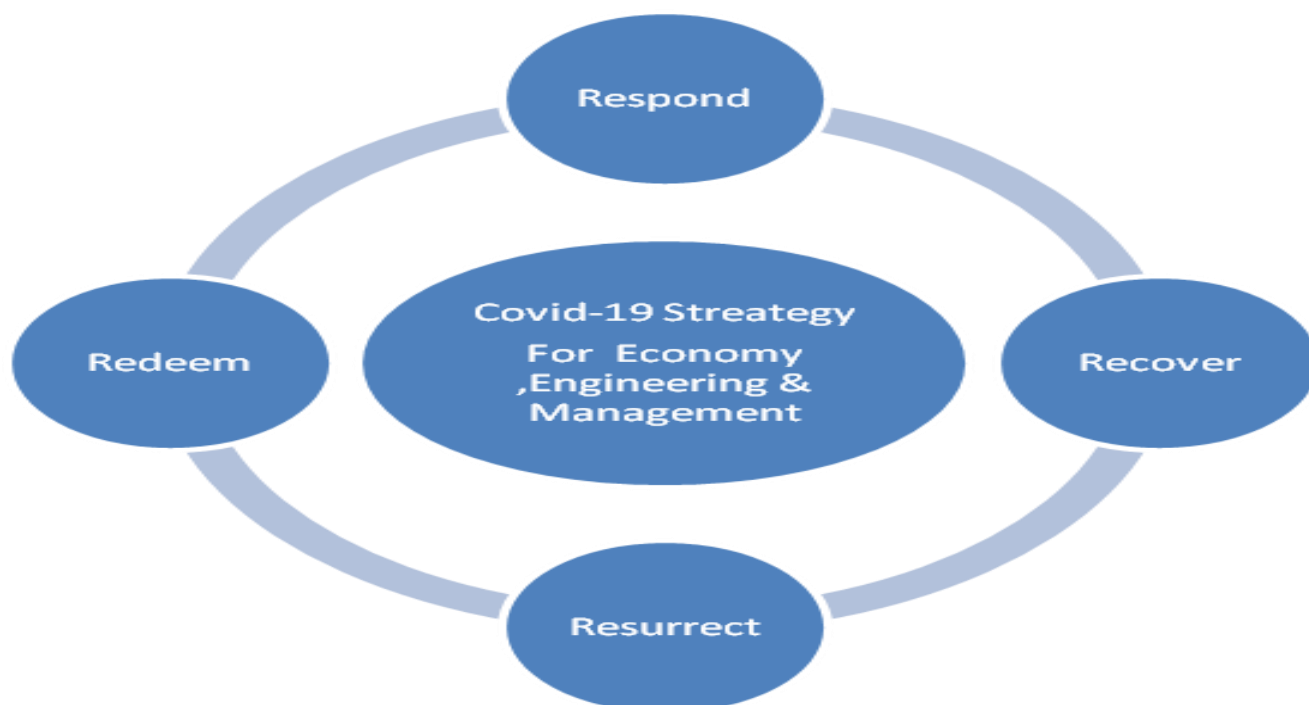 Respond
Redeem
Covid-19 Streategy
For Economy
,Engineering &
Management
Recover
Resurrect